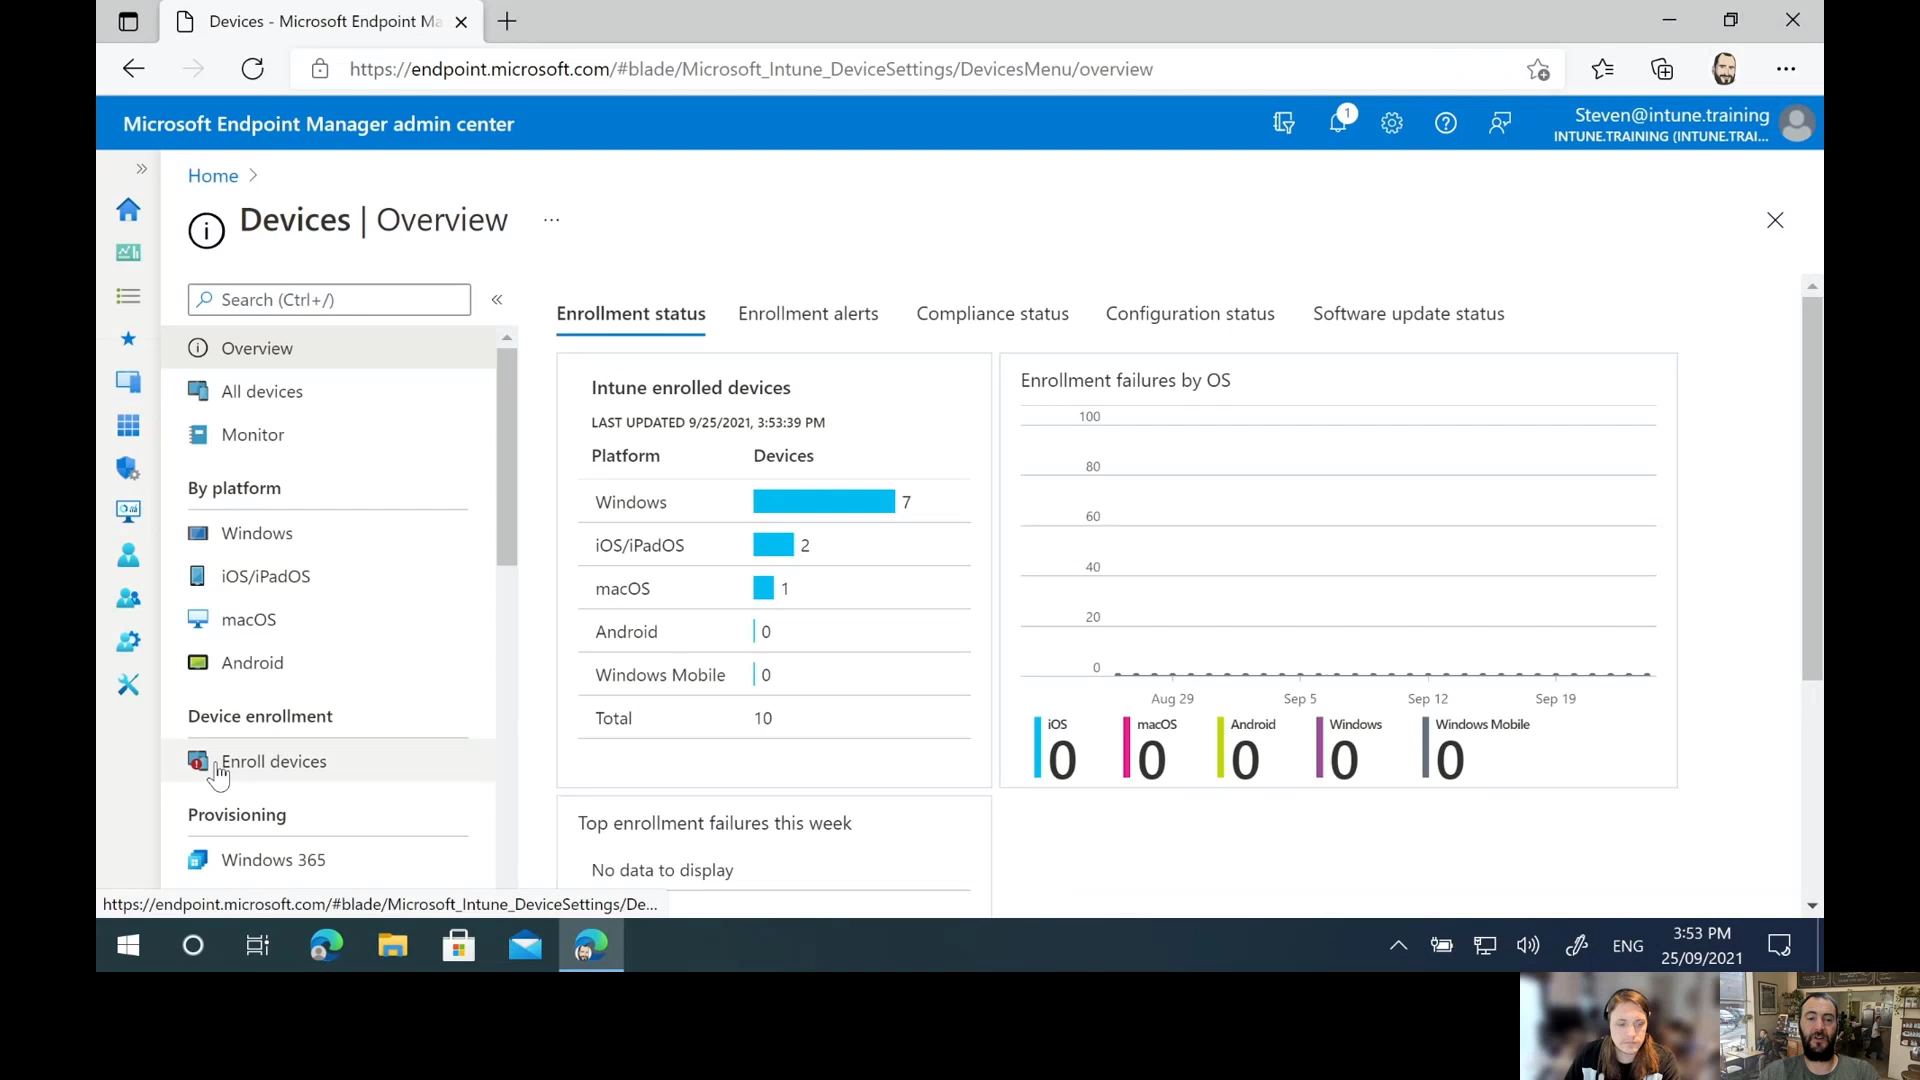 Devices - Microsoft Endpoint Ma
https://endpoint.microsoft.com/#blade/Microsoft_Intune_DeviceSettings/DevicesMenu/overview
Microsoft Endpoint Manager admin center
1
Steven@intune.training
INTUNE.TRAINING (INTUNE.TRAI...
Home
Devices | Overview
...
Search (Ctrl+/)
Overview
All devices
Monitor
By platform
Windows
iOS/iPadOS
macOS
Android
Device enrollment
Enroll devices
Provisioning
Windows 365
Enrollment status
Enrollment alerts
Compliance status
Configuration status
Software update status
Intune enrolled devices
LAST UPDATED 9/25/2021, 3:53:39 PM
Platform Devices
Windows 7
iOS/iPadOS 2
macOS 1
Android 0
Windows Mobile 0
Total 10
Enrollment failures by OS
100
80
60
40
20
0
Aug 29 Sep 5 Sep 12 Sep 19
iOS macOS Android Windows Windows Mobile
0 0 0 0 0
Top enrollment failures this week
No data to display
https://endpoint.microsoft.com/#blade/Microsoft_Intune_DeviceSettings/De...
ENG
3:53 PM
25/09/2021